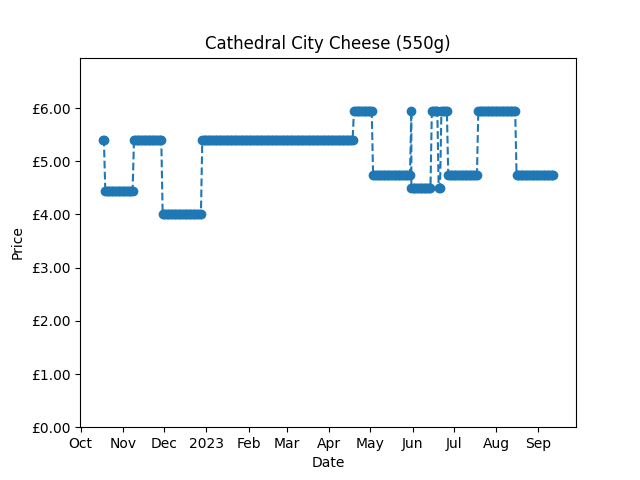 Cathedral City Cheese (550g)
£6.00
£5.00
£4.00
£3.00
£2.00
£1.00
£0.00
Price
Oct Nov Dec 2023 Feb Mar Apr May Jun Jul Aug Sep
Date